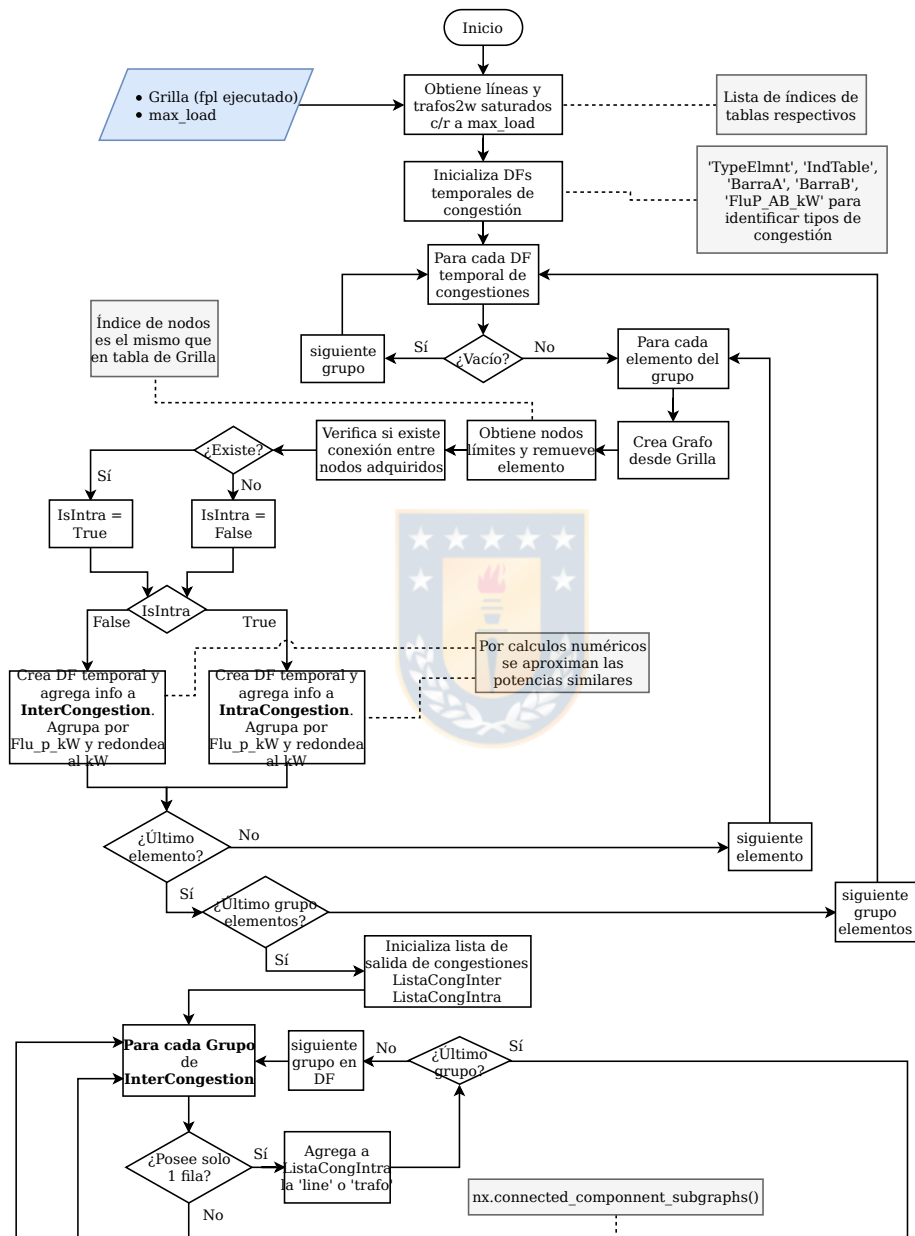 Inicio
• Grilla (fpl ejecutado)
• max_load
Obtiene líneas y
trafos2w saturados
c/r a max_load
Lista de índices de
tablas respectivos
Inicializa DFs
temporales de
congestión
'TypeElmnt', 'IndTable',
'BarraA', 'BarraB',
'FluP_AB_kW' para
identificar tipos de
congestión
Para cada DF
temporal de
congestiones
Índice de nodos
es el mismo que
en tabla de Grilla
siguiente
grupo
Sí
¿Vacío?
No
Para cada
elemento del
grupo
Crea Grafo
desde Grilla
Obtiene nodos
límites y remueve
elemento
Verifica si existe
conexión entre
nodos adquiridos
¿Existe?
Sí
No
IsIntra =
True
IsIntra =
False
IsIntra
False
True
Por calculos numéricos
se aproximan las
potencias similares
Crea DF temporal y
agrega info a
InterCongestion.
Agrupa por
Flu_p_kW y redondea
al kW
Crea DF temporal y
agrega info a
IntraCongestion.
Agrupa por
Flu_p_kW y redondea
al kW
¿Último
elemento?
No
siguiente
elemento
Sí
¿Último grupo
elementos?
siguiente
grupo
elementos
Sí
Inicializa lista de
salida de congestiones
ListaCongInter
ListaCongIntra
Para cada Grupo
de
InterCongestion
siguiente
grupo en
DF
No
¿Último
grupo?
Sí
¿Posee solo
1 fila?
Sí
Agrega a
ListaCongIntra
la 'line' o 'trafo'
No
nx.connected_componnent_subgraphs()